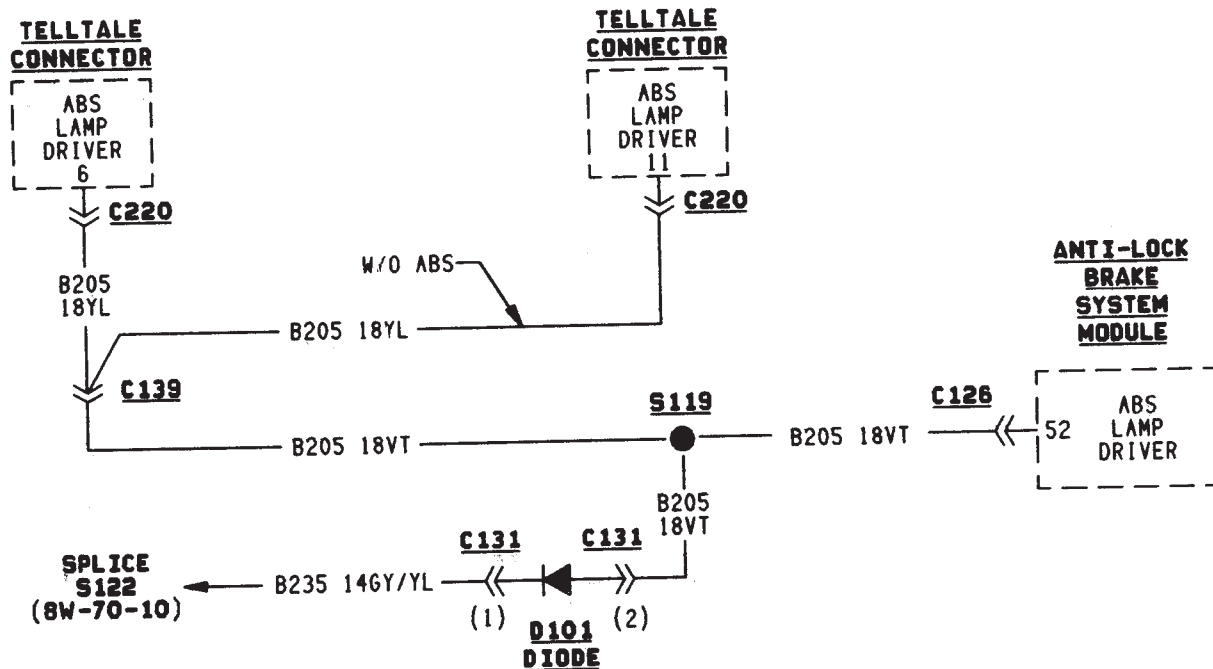 TELLTALE
CONNECTOR
ABS
LAMP
DRIVER
6
C220
B205
18YL
TELLTALE
CONNECTOR
ABS
LAMP
DRIVER
11
C220
W/O ABS
B205 18YL
C139
B205 18VT
S119
B205 18VT
C126
ANTI-LOCK
BRAKE
SYSTEM
MODULE
52
ABS
LAMP
DRIVER
B205
18VT
C131
C131
SPLICE
S122
(8W-70-10)
B235 14GY/YL
(1)
(2)
D101
DIODE